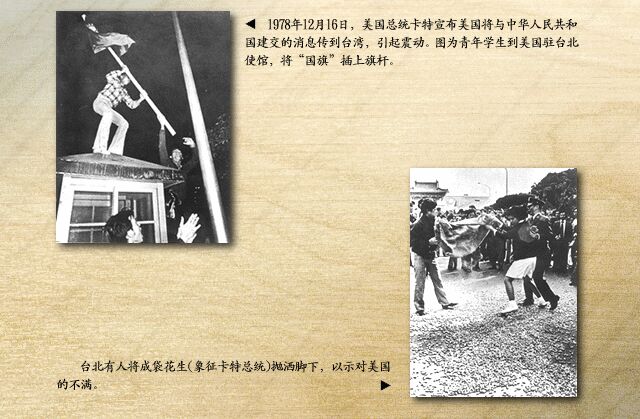 ◀ 1978年12月16日，美国总统卡特宣布美国将与中华人民共和
国建交的消息传到台湾，引起震动。图为青年学生到美国驻台北
使馆，将“国旗”插上旗杆。
台北有人将成袋花生(象征卡特总统)抛洒脚下，以示对美国
的不满。 ▶